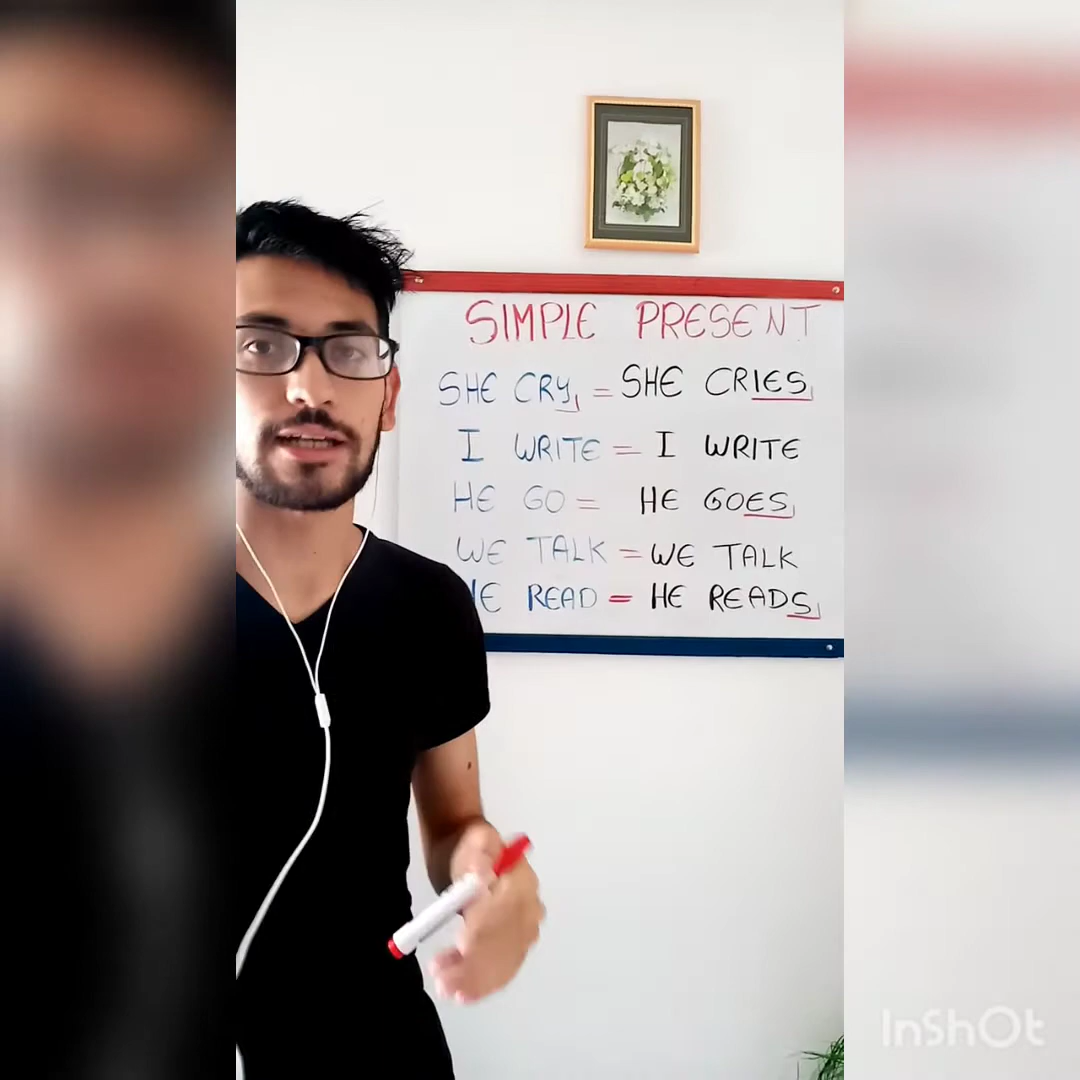 SIMPLE PRESENT
SHE CRY = SHE CRIES
I WRITE = I WRITE
HE GO = HE GOES
WE TALK = WE TALK
HE READ = HE READS
InShOt